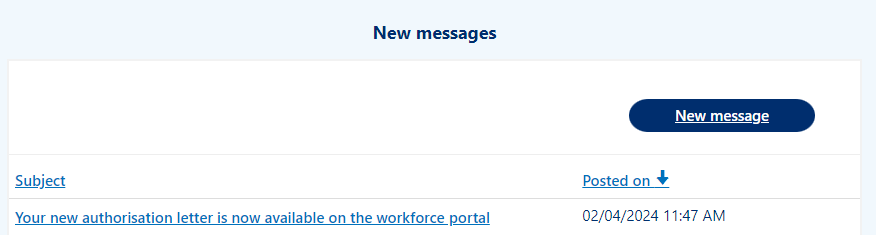 New messages
New message
Subject Posted on
Your new authorisation letter is now available on the workforce portal 02/04/2024 11:47 AM